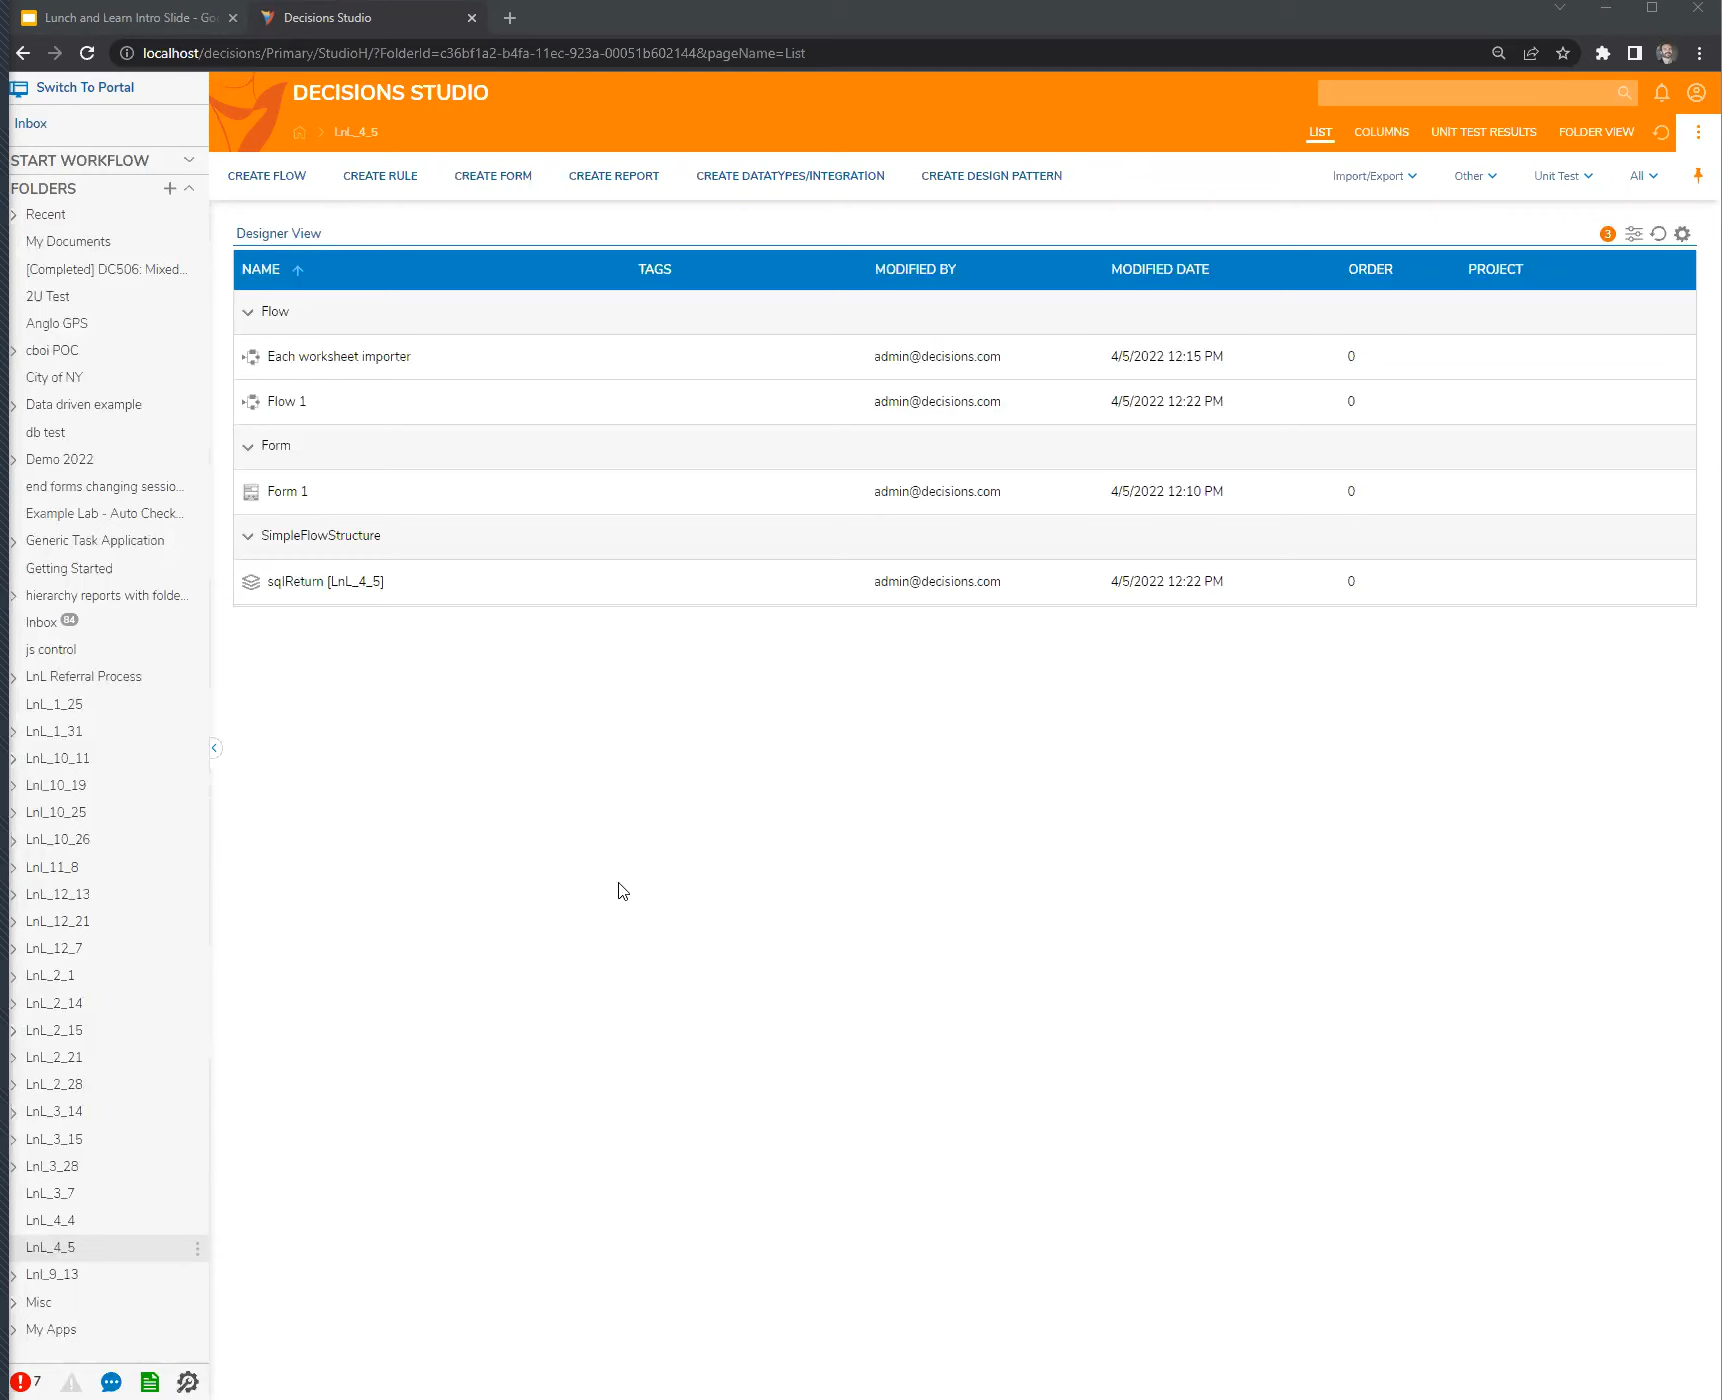 Lunch and Learn Intro Slide - Go
Decisions Studio
localhost/decisions/Primary/StudioH/?FolderId=c36bf1a2-b4fa-11ec-923a-00051b602144&pageName=List
Switch To Portal
Inbox
START WORKFLOW
FOLDERS
Recent
My Documents
[Completed] DC506: Mixed...
2U Test
Anglo GPS
cboi POC
City of NY
Data driven example
db test
Demo 2022
end forms changing sessio...
Example Lab - Auto Check...
Generic Task Application
Getting Started
hierarchy reports with folde...
Inbox 84
js control
LnL Referral Process
LnL_1_25
LnL_1_31
LnL_10_11
Lnl_10_19
Lnl_10_25
LnL_10_26
Lnl_11_8
LnL_12_13
LnL_12_21
LnL_12_7
LnL_2_1
LnL_2_14
LnL_2_15
LnL_2_21
LnL_2_28
LnL_3_14
LnL_3_15
Lnl_3_28
LnL_3_7
LnL_4_4
LnL_4_5
Lnl_9_13
Misc
My Apps
7
DECISIONS STUDIO
LnL_4_5
LIST COLUMNS UNIT TEST RESULTS FOLDER VIEW
CREATE FLOW CREATE RULE CREATE FORM CREATE REPORT CREATE DATATYPES/INTEGRATION CREATE DESIGN PATTERN Import/Export Other Unit Test All
Designer View 3
NAME TAGS MODIFIED BY MODIFIED DATE ORDER PROJECT
Flow
Each worksheet importer admin@decisions.com 4/5/2022 12:15 PM 0
Flow 1 admin@decisions.com 4/5/2022 12:22 PM 0
Form
Form 1 admin@decisions.com 4/5/2022 12:10 PM 0
SimpleFlowStructure
sqlReturn [LnL_4_5] admin@decisions.com 4/5/2022 12:22 PM 0